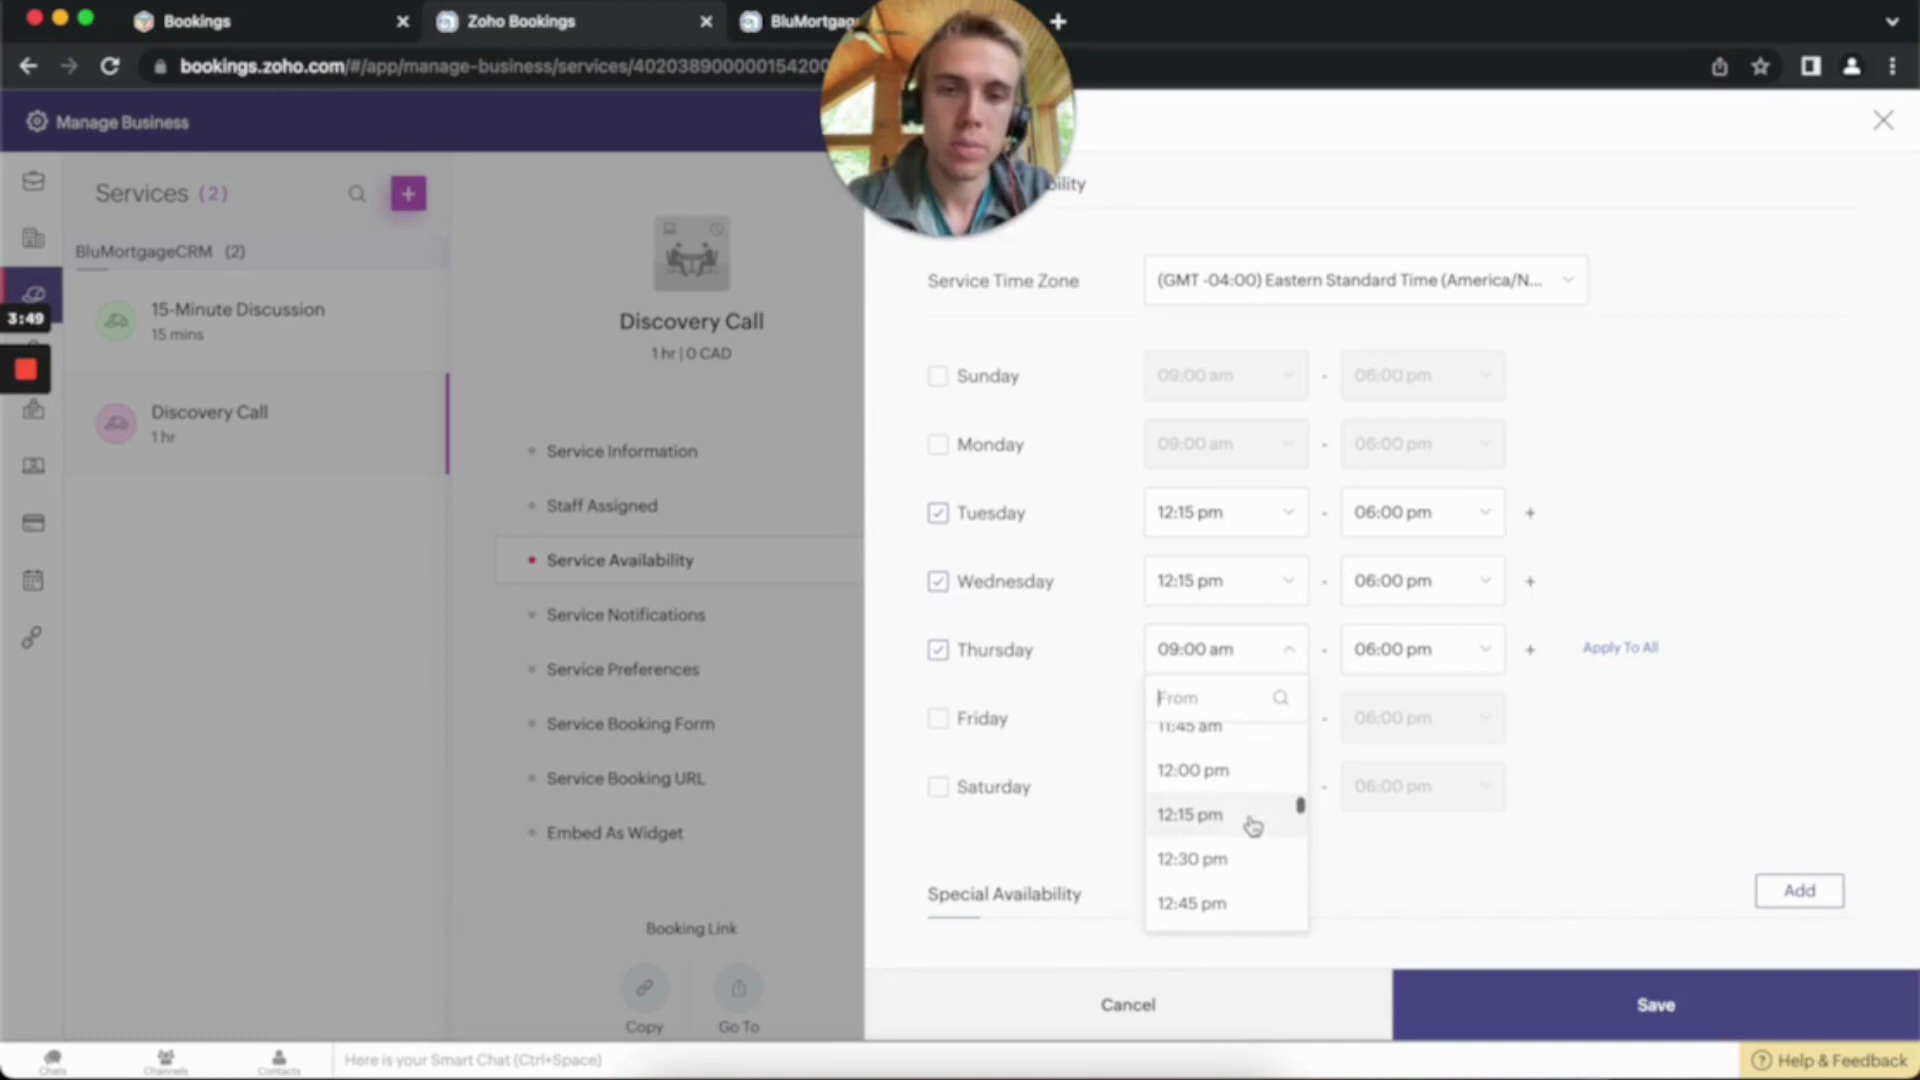 Bookings
Zoho Bookings
BluMortgag
bookings.zoho.com/#/app/manage-business/services/40203890000015420
Manage Business
Services (2)
BluMortgageCRM (2)
15-Minute Discussion
15 mins
3:49
Discovery Call
1 hr
Discovery Call
1 hr | 0 CAD
Service Information
Staff Assigned
Service Availability
Service Notifications
Service Preferences
Service Booking Form
Service Booking URL
Embed As Widget
Booking Link
Copy
Go To
bility
Service Time Zone
(GMT -04:00) Eastern Standard Time (America/N...
Sunday 09:00 am - 06:00 pm
Monday 09:00 am - 06:00 pm
Tuesday 12:15 pm - 06:00 pm +
Wednesday 12:15 pm - 06:00 pm +
Thursday 09:00 am - 06:00 pm + Apply To All
From
Friday - 06:00 pm
11:45 am
12:00 pm
Saturday - 06:00 pm
12:15 pm
12:30 pm
12:45 pm
Special Availability
Add
Cancel
Save
Chats
Channels
Contacts
Here is your Smart Chat (Ctrl+Space)
? Help & Feedback